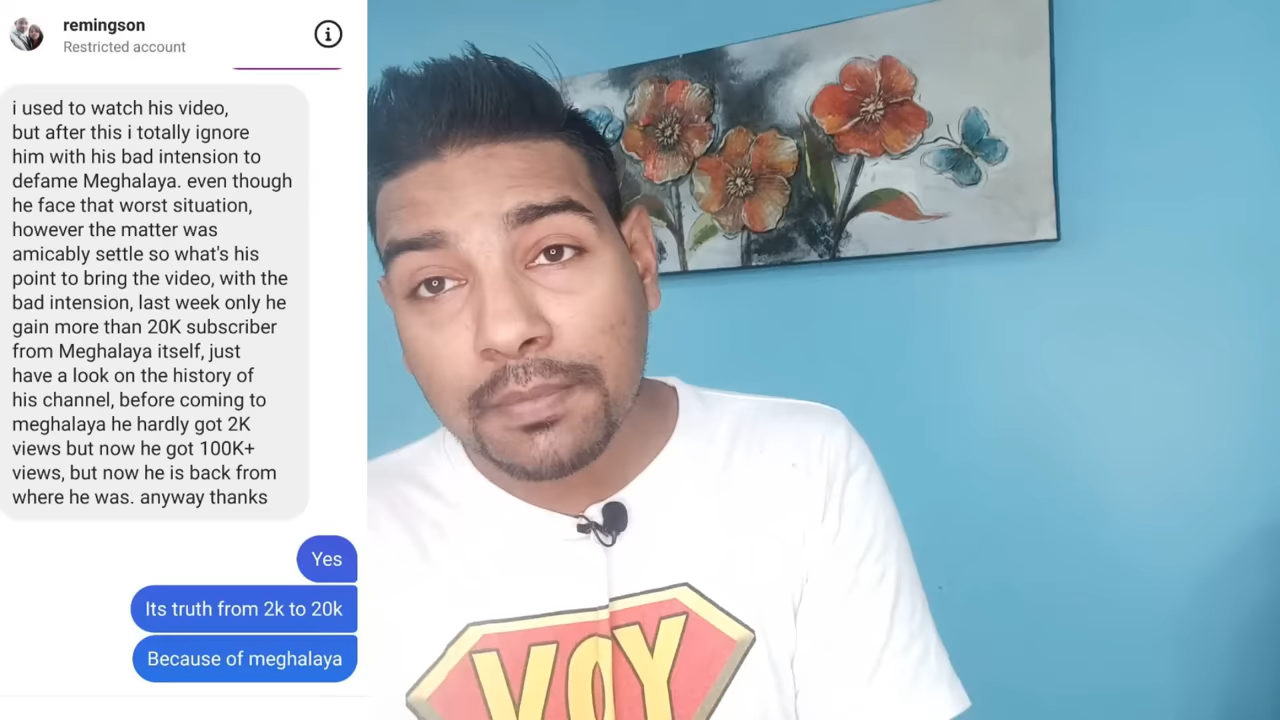 remingson
Restricted account
i used to watch his video,
but after this i totally ignore
him with his bad intension to
defame Meghalaya. even though
he face that worst situation,
however the matter was
amicably settle so what's his
point to bring the video, with the
bad intension, last week only he
gain more than 20K subscriber
from Meghalaya itself, just
have a look on the history of
his channel, before coming to
meghalaya he hardly got 2K
views but now he got 100K+
views, but now he is back from
where he was. anyway thanks
Yes
Its truth from 2k to 20k
Because of meghalaya
VOY